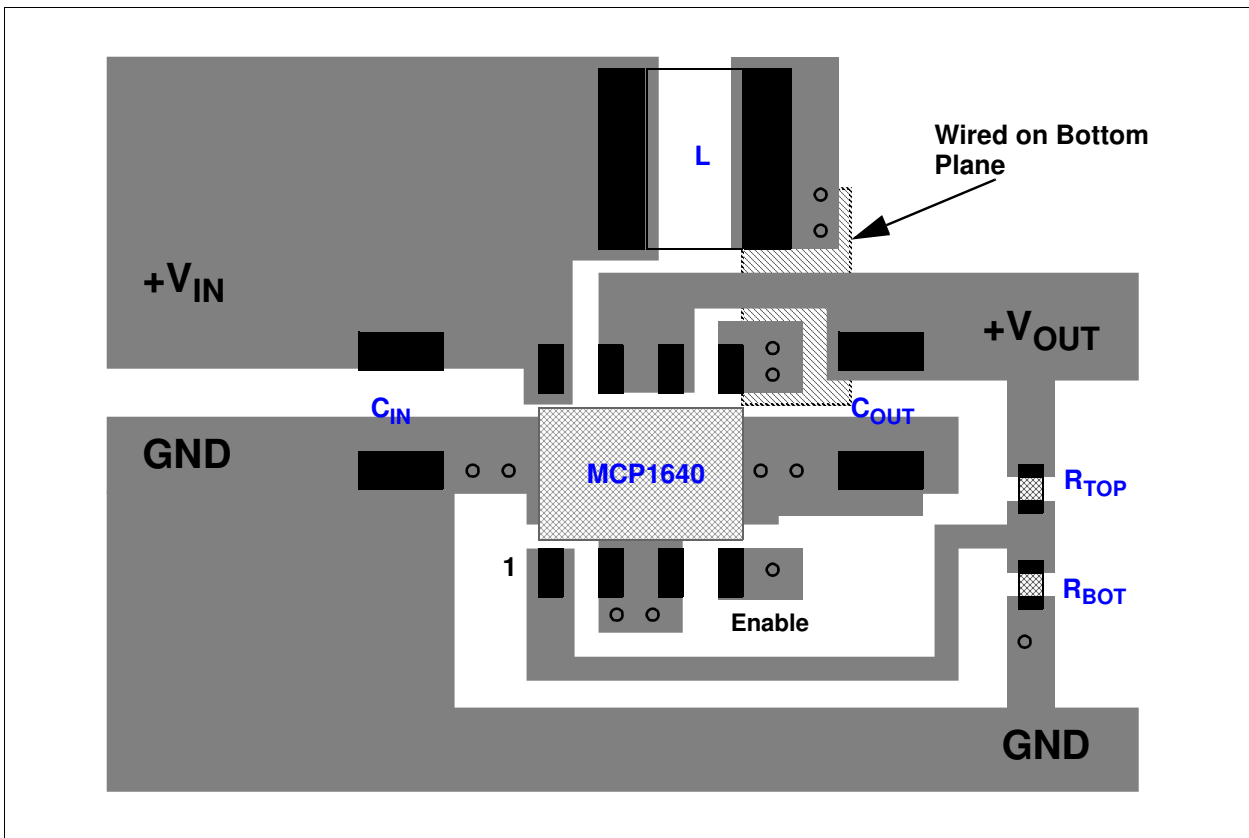 L
Wired on Bottom
Plane
+VIN
+VOUT
CIN
COUT
GND
MCP1640
RTOP
1
RBOT
Enable
GND